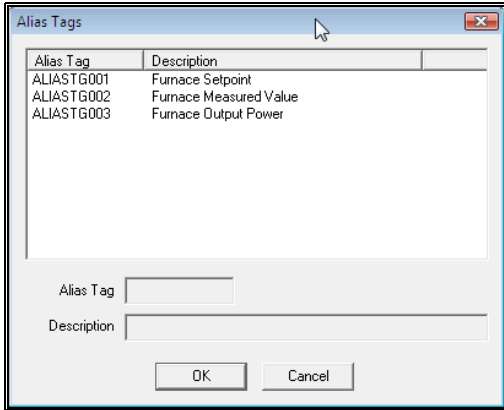 Alias Tags
Alias Tag Description
ALIASTG001 Furnace Setpoint
ALIASTG002 Furnace Measured Value
ALIASTG003 Furnace Output Power
Alias Tag
Description
OK Cancel